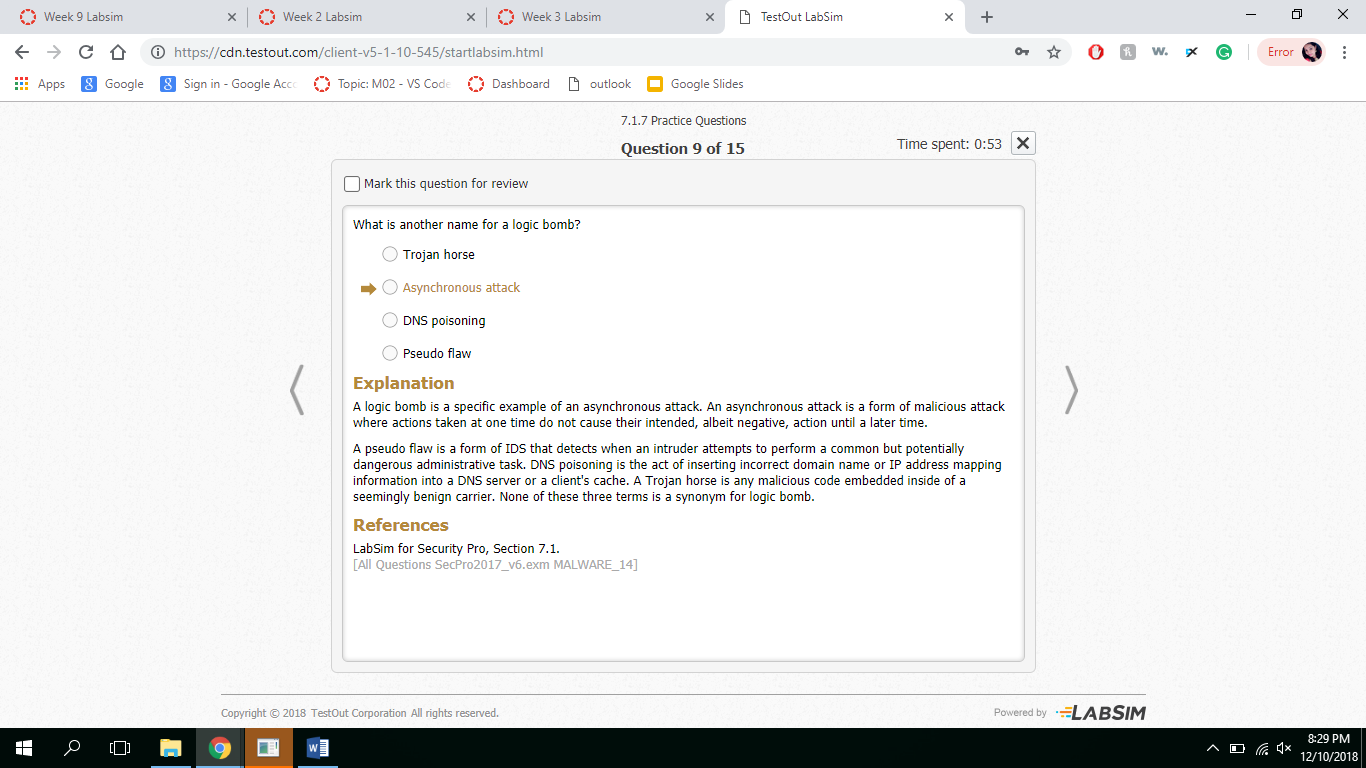 Week 9 Labsim
Week 2 Labsim
Week 3 Labsim
TestOut LabSim
https://cdn.testout.com/client-v5-1-10-545/startlabsim.html
Error
Apps
Google
Sign in - Google Acc
Topic: M02 - VS Code
Dashboard
outlook
Google Slides
7.1.7 Practice Questions
Question 9 of 15
Time spent: 0:53
Mark this question for review
What is another name for a logic bomb?
Trojan horse
Asynchronous attack
DNS poisoning
Pseudo flaw
Explanation
A logic bomb is a specific example of an asynchronous attack. An asynchronous attack is a form of malicious attack
where actions taken at one time do not cause their intended, albeit negative, action until a later time.
A pseudo flaw is a form of IDS that detects when an intruder attempts to perform a common but potentially
dangerous administrative task. DNS poisoning is the act of inserting incorrect domain name or IP address mapping
information into a DNS server or a client's cache. A Trojan horse is any malicious code embedded inside of a
seemingly benign carrier. None of these three terms is a synonym for logic bomb.
References
LabSim for Security Pro, Section 7.1.
[All Questions SecPro2017_v6.exm MALWARE_14]
Copyright © 2018 TestOut Corporation All rights reserved.
Powered by LABSIM
8:29 PM
12/10/2018